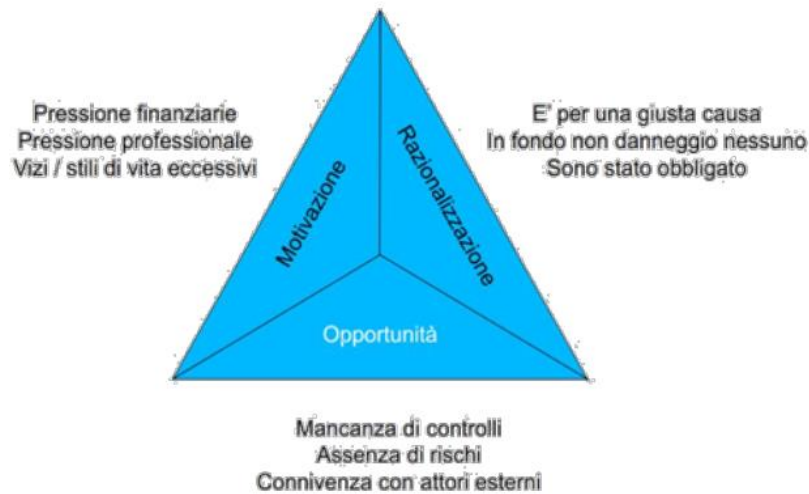 Pressione finanziarie
Pressione professionale
Vizi / stili di vita eccessivi
E' per una giusta causa
In fondo non danneggio nessuno
Sono stato obbligato
Motivazione
Razionalizzazione
Opportunità
Mancanza di controlli
Assenza di rischi
Connivenza con attori esterni